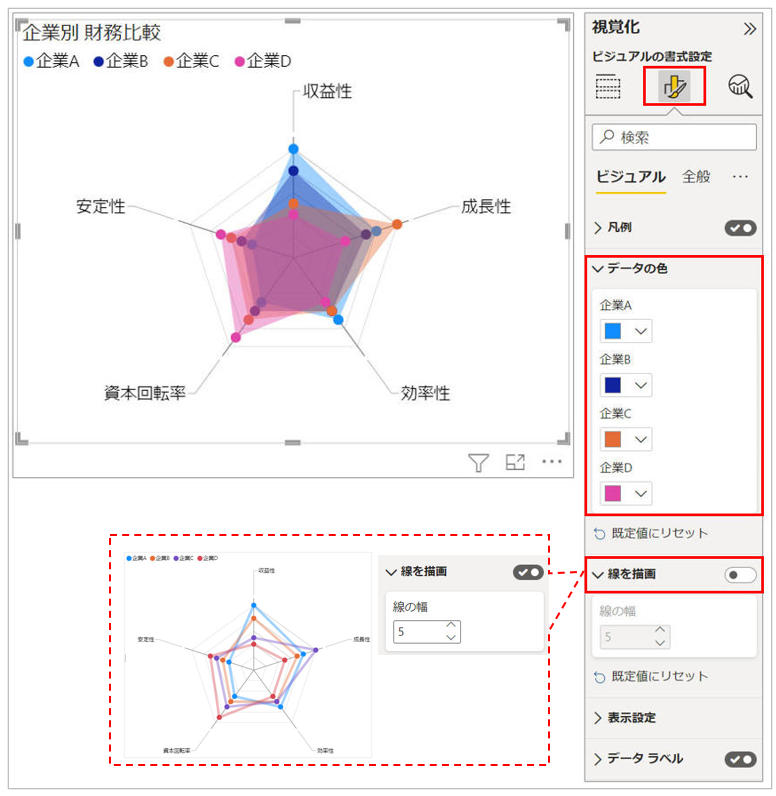 企業別 財務比較
企業A 企業B 企業C 企業D
収益性
安定性
成長性
資本回転率
効率性
視覚化
ビジュアルの書式設定
検索
ビジュアル 全般
凡例
データの色
企業A
企業B
企業C
企業D
既定値にリセット
線を描画
線の幅
5
既定値にリセット
表示設定
データ ラベル
企業A 企業B 企業C 企業D
収益性
安定性
成長性
資本回転率
効率性
線を描画
線の幅
5